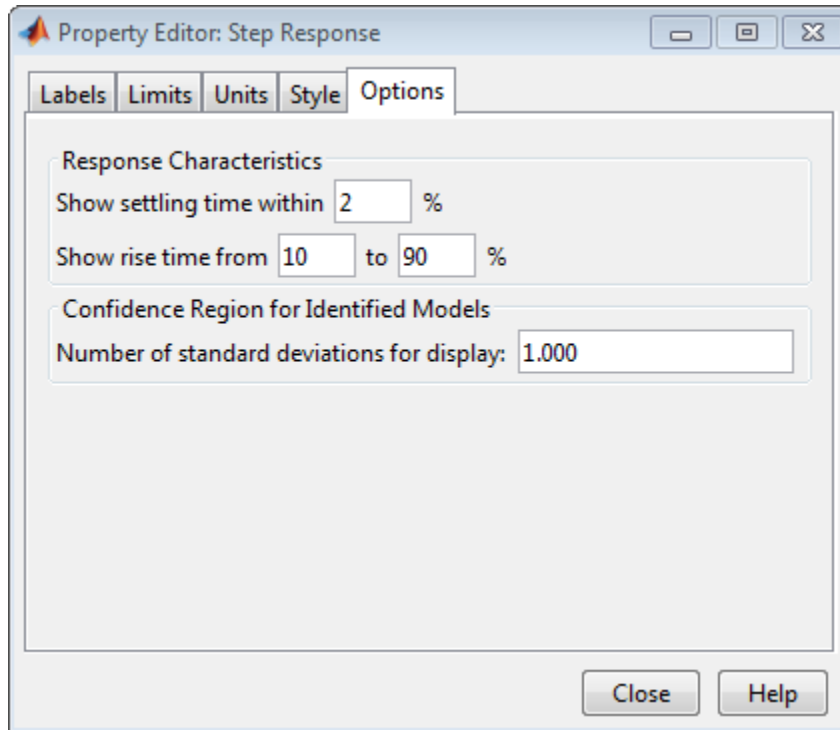 Property Editor: Step Response
Labels Limits Units Style Options
Response Characteristics
Show settling time within 2 %
Show rise time from 10 to 90 %
Confidence Region for Identified Models
Number of standard deviations for display: 1.000
Close Help